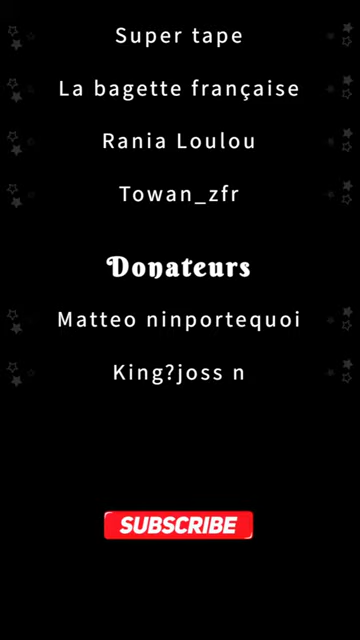 Super tape
La bagette française
Rania Loulou
Towan_zfr
Donateurs
Matteo ninportequoi
King?joss n
SUBSCRIBE